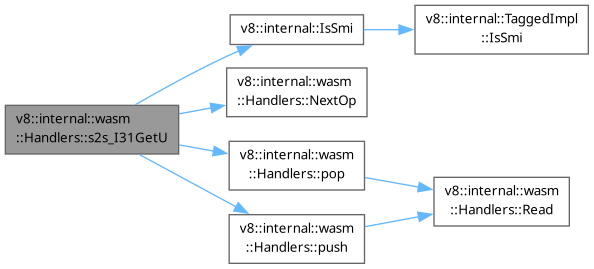 v8::internal::wasm
::Handlers::s2s_I31GetU
v8::internal::IsSmi
v8::internal::TaggedImpl
::IsSmi
v8::internal::wasm
::Handlers::NextOp
v8::internal::wasm
::Handlers::pop
v8::internal::wasm
::Handlers::Read
v8::internal::wasm
::Handlers::push